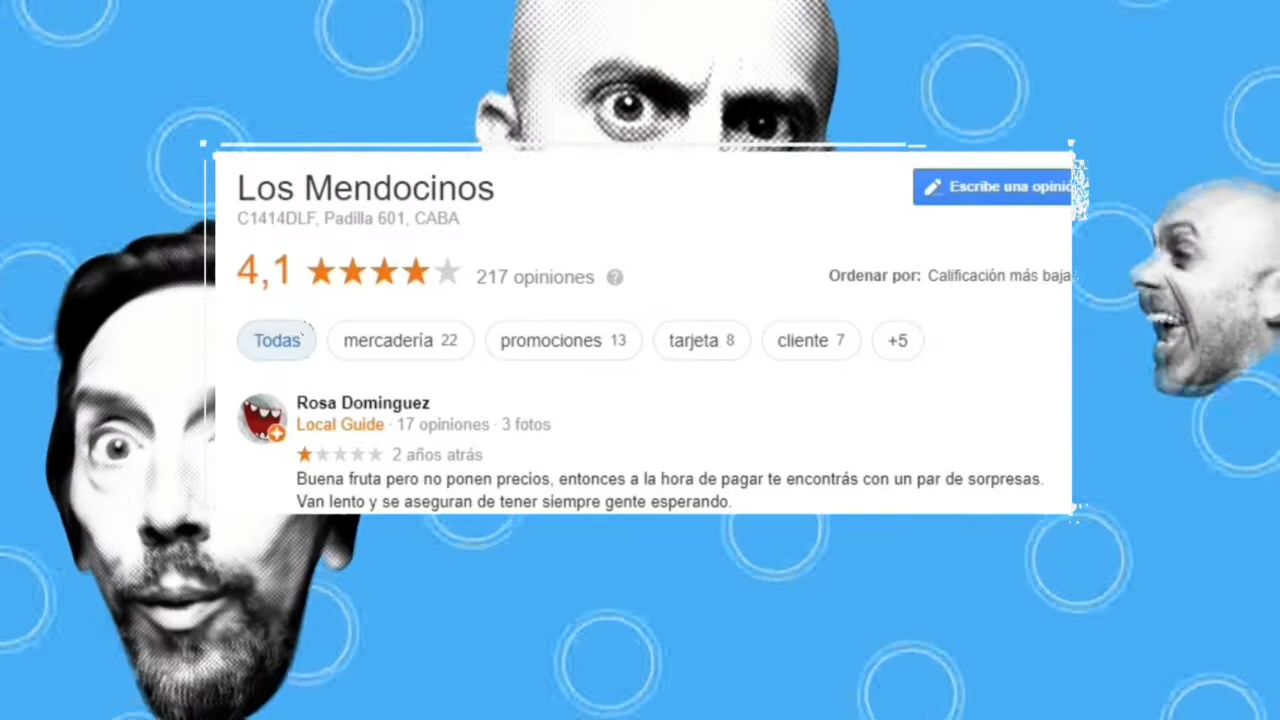 Los Mendocinos
Escribe una opinio
C1414DLF, Padilla 601, CABA
4,1 217 opiniones ?
Ordenar por: Calificación más baja
Todas mercadería 22 promociones 13 tarjeta 8 cliente 7 +5
Rosa Dominguez
Local Guide · 17 opiniones · 3 fotos
2 años atrás
Buena fruta pero no ponen precios, entonces a la hora de pagar te encontrás con un par de sorpresas.
Van lento y se aseguran de tener siempre gente esperando.